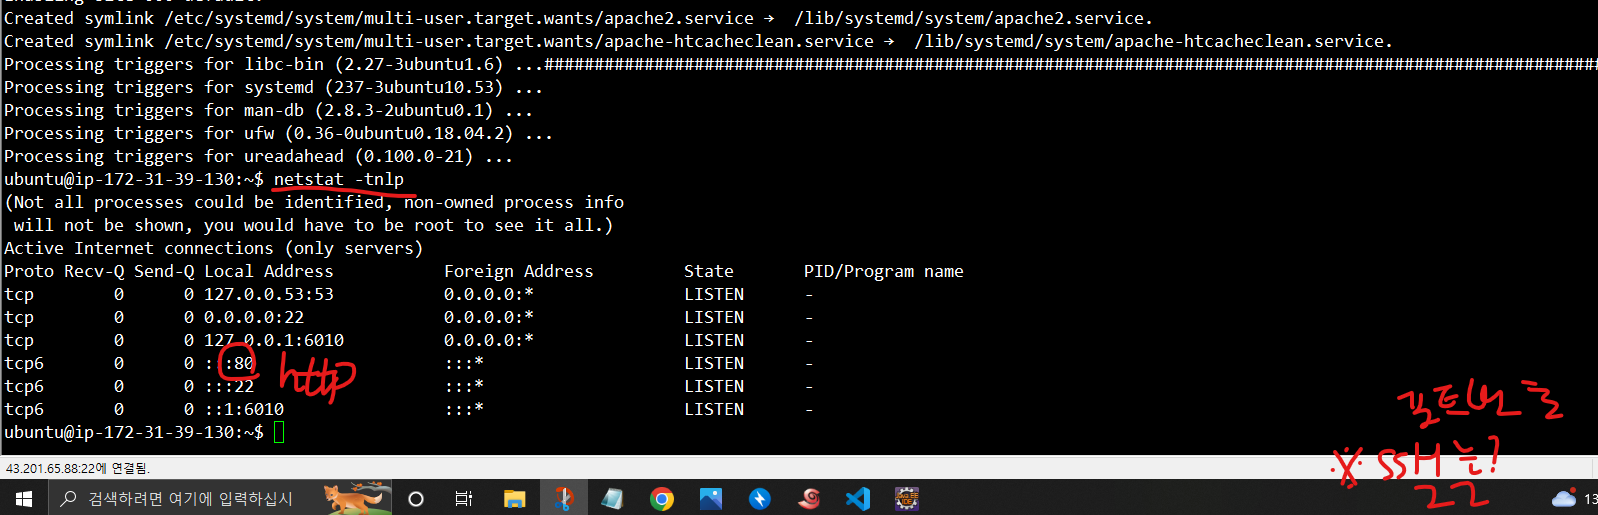 Created symlink /etc/systemd/system/multi-user.target.wants/apache2.service → /lib/systemd/system/apache2.service.
Created symlink /etc/systemd/system/multi-user.target.wants/apache-htcacheclean.service → /lib/systemd/system/apache-htcacheclean.service.
Processing triggers for libc-bin (2.27-3ubuntu1.6) ...##########################################################################################################
Processing triggers for systemd (237-3ubuntu10.53) ...
Processing triggers for man-db (2.8.3-2ubuntu0.1) ...
Processing triggers for ufw (0.36-0ubuntu0.18.04.2) ...
Processing triggers for ureadahead (0.100.0-21) ...
ubuntu@ip-172-31-39-130:~$ netstat -tnlp
(Not all processes could be identified, non-owned process info
will not be shown, you would have to be root to see it all.)
Active Internet connections (only servers)
Proto Recv-Q Send-Q Local Address Foreign Address State PID/Program name
tcp 0 0 127.0.0.53:53 0.0.0.0:* LISTEN -
tcp 0 0 0.0.0.0:22 0.0.0.0:* LISTEN -
tcp 0 0 127.0.0.1:6010 0.0.0.0:* LISTEN -
tcp6 0 0 :::80 :::* LISTEN -
http
tcp6 0 0 :::22 :::* LISTEN -
tcp6 0 0 ::1:6010 :::* LISTEN -
ubuntu@ip-172-31-39-130:~$
포트번호
※ SSH는?
22
43.201.65.88:22에 연결됨.
검색하려면 여기에 입력하십시
13